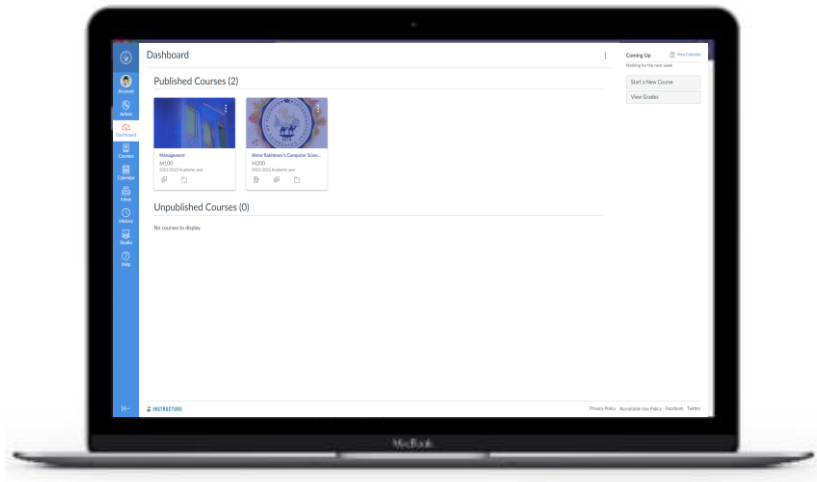 Dashboard
Published Courses (2)
Management
M100
2021/2022 Academic year
Computer Scien...
M200
2021/2022 Academic year
Unpublished Courses (0)
No courses to display
Coming Up
View Calendar
Nothing for the next week
Start a New Course
View Grades
Account
Admin
Dashboard
Courses
Calendar
Inbox
History
Studio
Help
INSTRUCTURE
Privacy Policy Acceptable Use Policy Facebook Twitter
MacBook